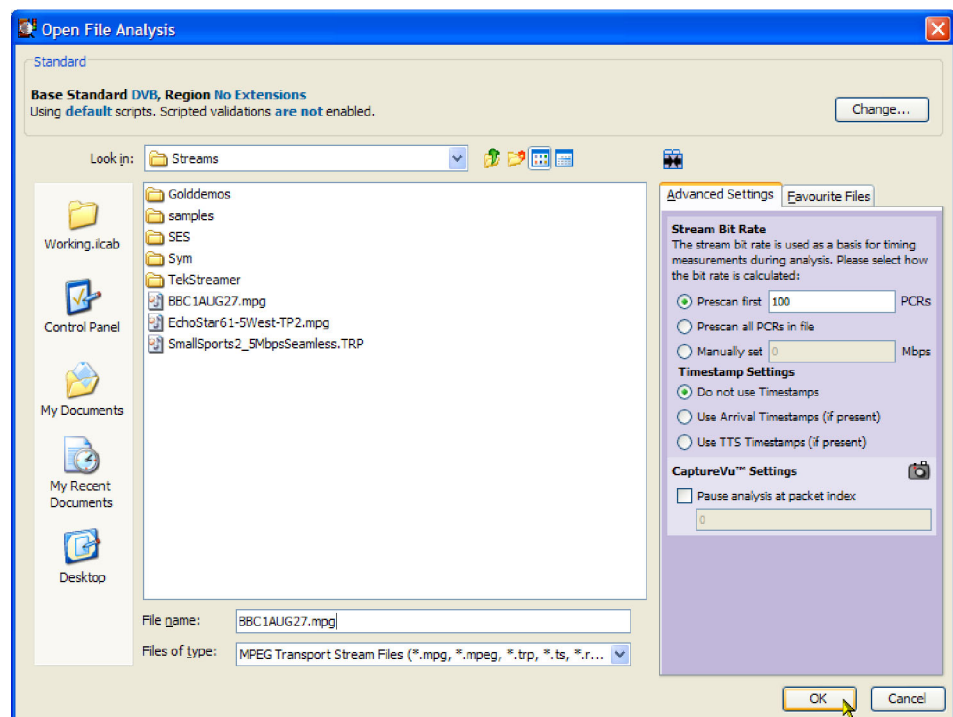 Open File Analysis
Standard
Base Standard DVB, Region No Extensions
Using default scripts. Scripted validations are not enabled.
Change...
Look in:
Streams
Working.ilcab
Control Panel
My Documents
My Recent
Documents
Desktop
Golddemos
samples
SES
Sym
TekStreamer
BBC1AUG27.mpg
EchoStar61-5West-TP2.mpg
SmallSports2_5MbpsSeamless.TRP
File name:
BBC1AUG27.mpg
Files of type:
MPEG Transport Stream Files (*.mpg, *.mpeg, *.trp, *.ts, *.r...
Advanced Settings
Favourite Files
Stream Bit Rate
The stream bit rate is used as a basis for timing
measurements during analysis. Please select how
the bit rate is calculated:
Prescan first 100 PCRs
Prescan all PCRs in file
Manually set 0 Mbps
Timestamp Settings
Do not use Timestamps
Use Arrival Timestamps (if present)
Use TTS Timestamps (if present)
CaptureVu™ Settings
Pause analysis at packet index
0
OK
Cancel